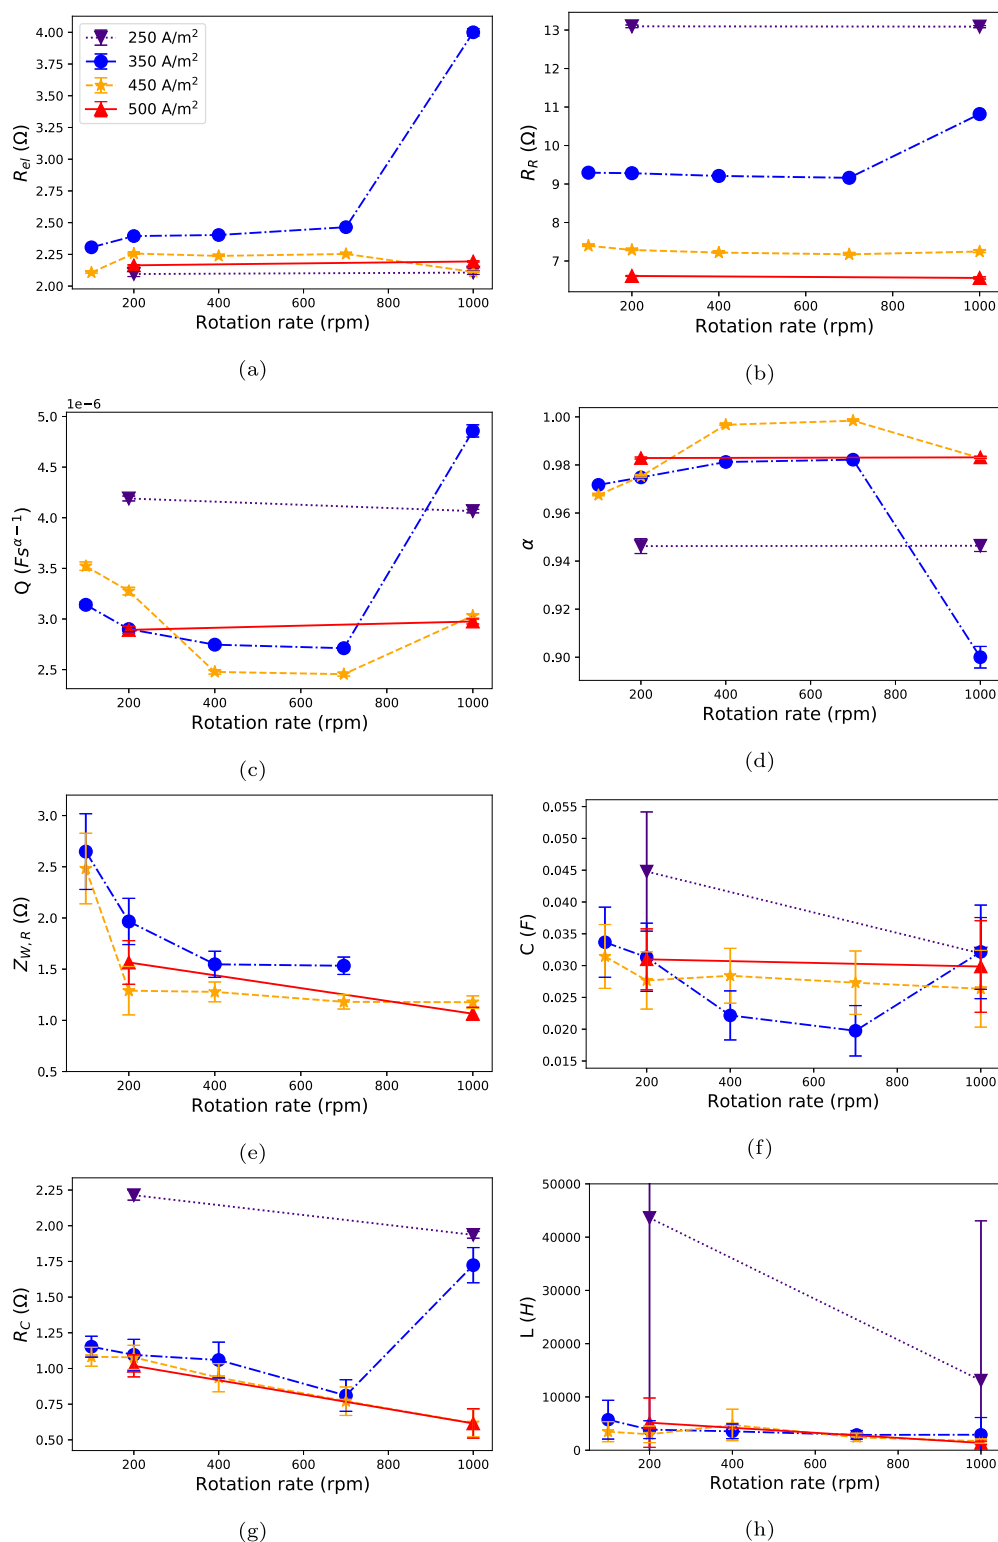 250 A/m²
350 A/m²
450 A/m²
500 A/m²
4.00
3.75
3.50
3.25
3.00
2.75
2.50
2.25
2.00
R_el (Ω)
200 400 600 800 1000
Rotation rate (rpm)
(a)
13
12
11
10
9
8
7
R_R (Ω)
200 400 600 800 1000
Rotation rate (rpm)
(b)
1e−6
5.0
4.5
4.0
3.5
3.0
2.5
Q (Fs^(α−1))
200 400 600 800 1000
Rotation rate (rpm)
(c)
1.00
0.98
0.96
0.94
0.92
0.90
α
200 400 600 800 1000
Rotation rate (rpm)
(d)
3.0
2.5
2.0
1.5
1.0
0.5
Z_W,R (Ω)
200 400 600 800 1000
Rotation rate (rpm)
(e)
0.055
0.050
0.045
0.040
0.035
0.030
0.025
0.020
0.015
C (F)
200 400 600 800 1000
Rotation rate (rpm)
(f)
2.25
2.00
1.75
1.50
1.25
1.00
0.75
0.50
R_C (Ω)
200 400 600 800 1000
Rotation rate (rpm)
(g)
50000
40000
30000
20000
10000
0
L (H)
200 400 600 800 1000
Rotation rate (rpm)
(h)